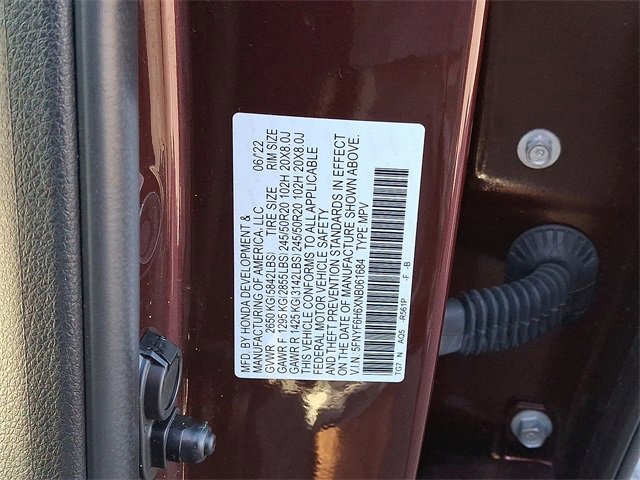 MFD. BY HONDA DEVELOPMENT &
MANUFACTURING OF AMERICA, LLC 06/22
GVWR 2650 KG(5842LBS) TIRE SIZE RIM SIZE
GAWR F 1295 KG(2855LBS) 245/50R20 102H 20X8.0J
GAWR R 1425 KG(3142LBS) 245/50R20 102H 20X8.0J
THIS VEHICLE CONFORMS TO ALL APPLICABLE
FEDERAL MOTOR VEHICLE SAFETY
AND THEFT PREVENTION STANDARDS IN EFFECT
ON THE DATE OF MANUFACTURE SHOWN ABOVE.
V.I.N.:5FNYF6H6XNB061684 TYPE:MPV
TG7 N AQ5 -R561P -F -B